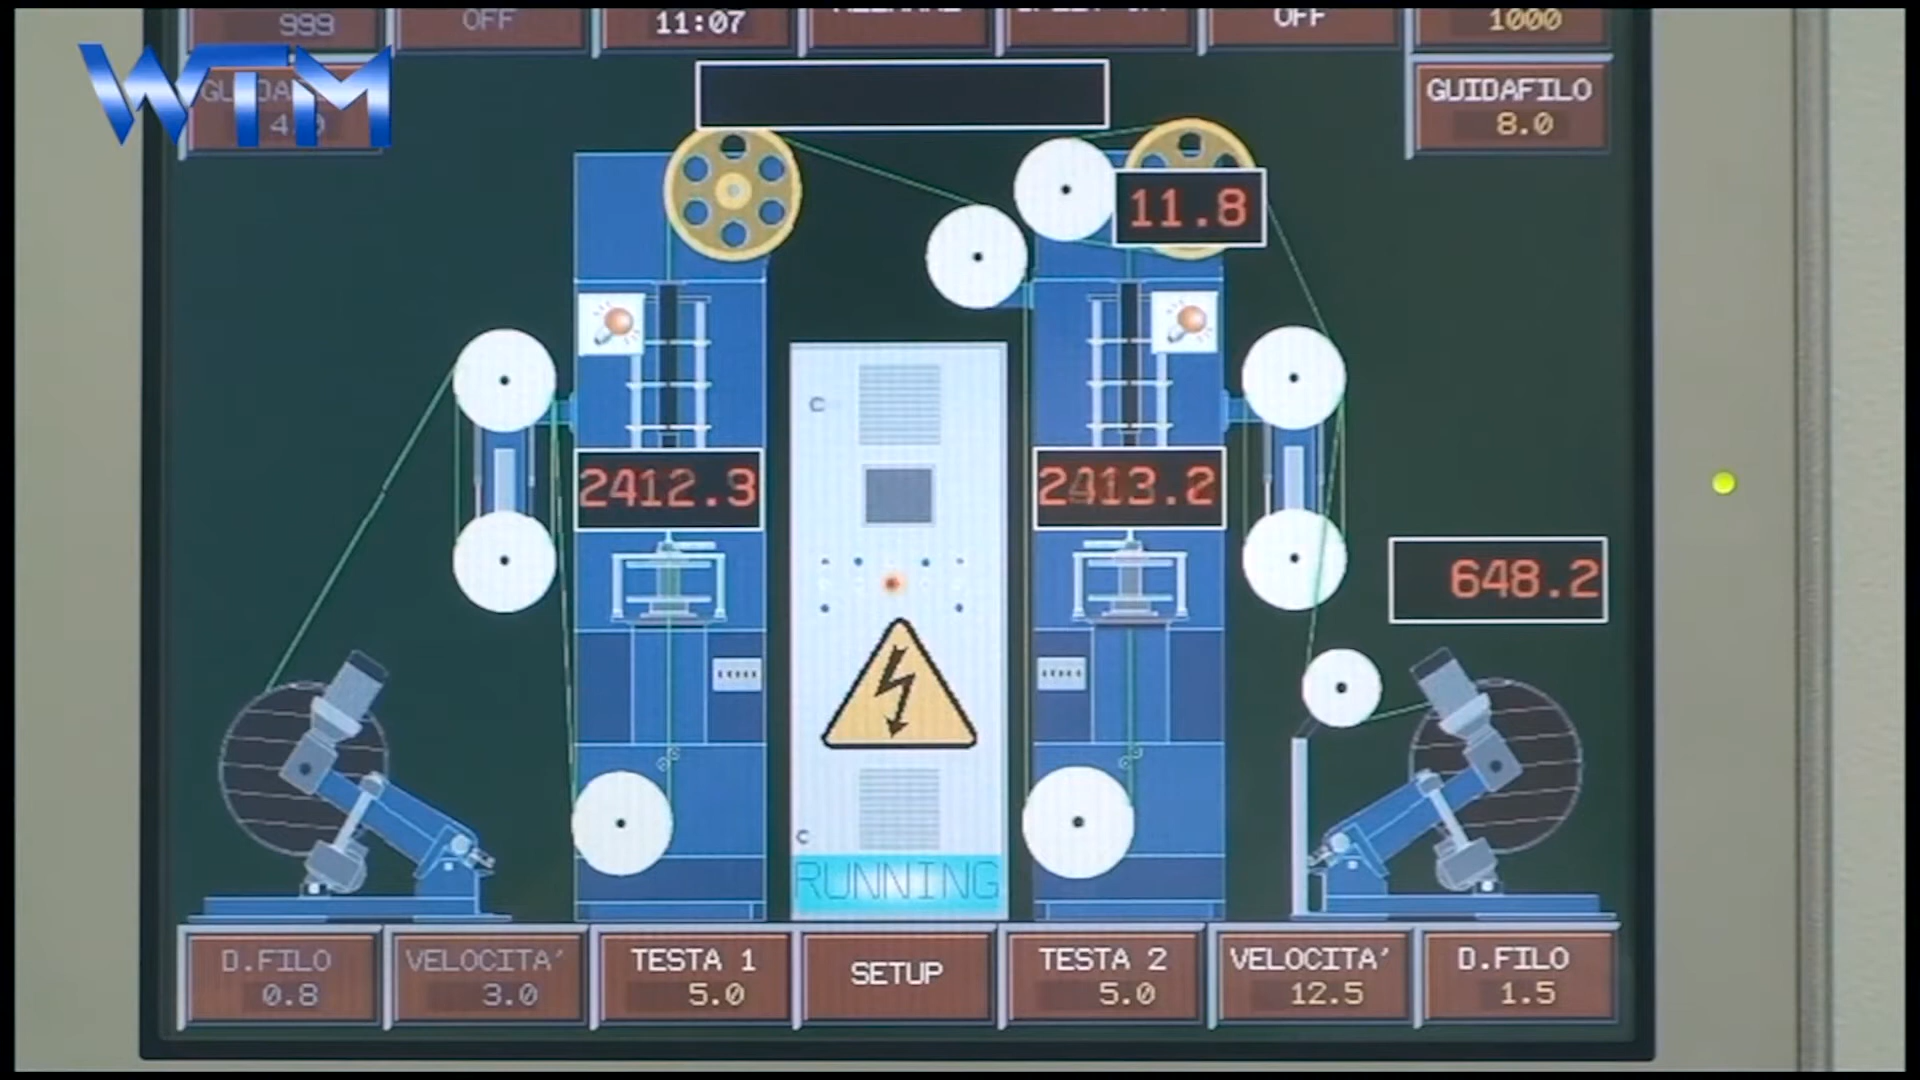 999
OFF
11:07
OFF
1000
WTM
GUIDAFILO
8.0
11.8
2412.3
2413.2
648.2
RUNNING
D.FILO
0.8
VELOCITA'
3.0
TESTA 1
5.0
SETUP
TESTA 2
5.0
VELOCITA'
12.5
D.FILO
1.5